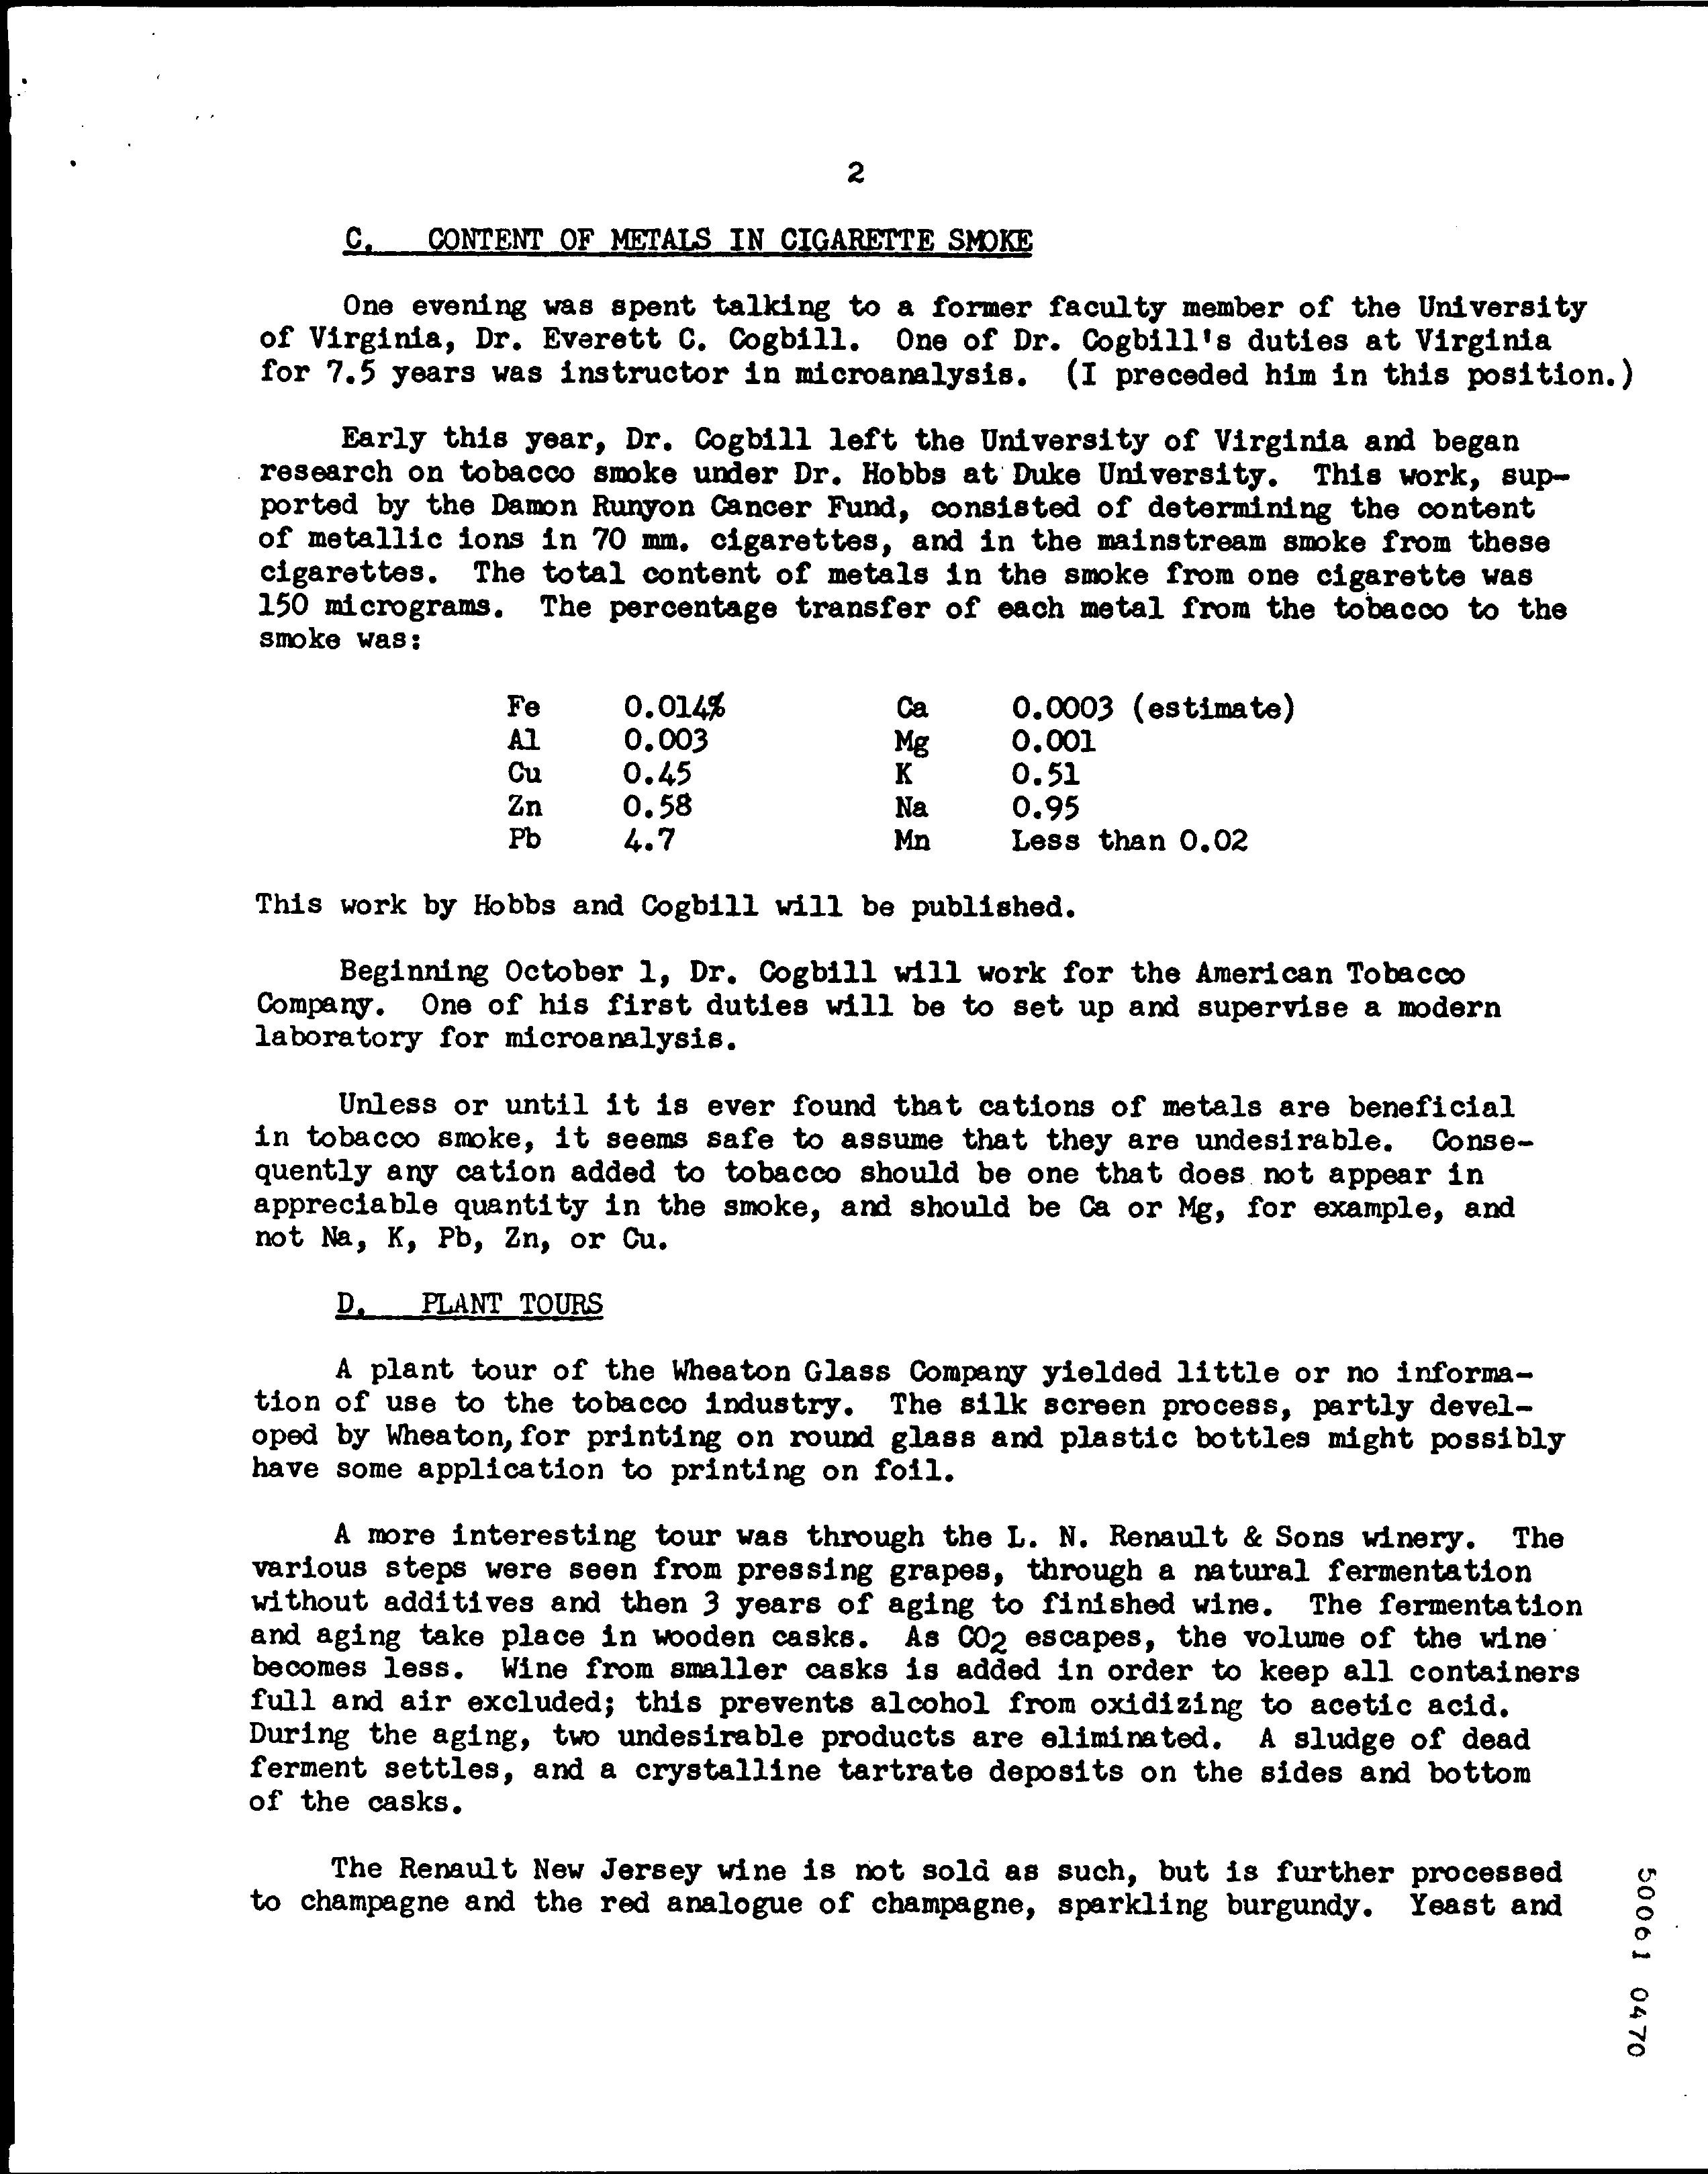 2
C. CONTENT OF METALS IN CIGARETTE SMOKE
One evening was spent talking to a former faculty member of the University
of Virginia, Dr. Everett C. Cogbill. One of Dr. Cogbill's duties at Virginia
for 7.5 years was instructor in microanalysis. (I preceded him in this position.)
Early this year, Dr. Cogbill left the University of Virginia and began
research on tobacco smoke under Dr. Hobbs at Duke University. This work, sup-
ported by the Damon Runyon Cancer Fund, consisted of determining the content
of metallic ions in 70 mm. cigarettes, and in the mainstream smoke from these
cigarettes. The total content of metals in the smoke from one cigarette was
150 micrograms. The percentage transfer of each metal from the tobacco to the
smoke was:
Fe 0.014% Ca 0.0003 (estimate)
Al 0.003 Mg 0.001
Cu 0.45 K 0.51
Zn 0.58 Na 0.95
Pb 4.7 Mn Less than 0.02
This work by Hobbs and Cogbill will be published.
Beginning October 1, Dr. Cogbill will work for the American Tobacco
Company. One of his first duties will be to set up and supervise a modern
laboratory for microanalysis.
Unless or until it is ever found that cations of metals are beneficial
in tobacco smoke, it seems safe to assume that they are undesirable. Conse-
quently any cation added to tobacco should be one that does not appear in
appreciable quantity in the smoke, and should be Ca or Mg, for example, and
not Na, K, Pb, Zn, or Cu.
D. PLANT TOURS
A plant tour of the Wheaton Glass Company yielded little or no informa-
tion of use to the tobacco industry. The silk screen process, partly devel-
oped by Wheaton, for printing on round glass and plastic bottles might possibly
have some application to printing on foil.
A more interesting tour was through the L. N. Renault & Sons winery. The
various steps were seen from pressing grapes, through a natural fermentation
without additives and then 3 years of aging to finished wine. The fermentation
and aging take place in wooden casks. As CO2 escapes, the volume of the wine
becomes less. Wine from smaller casks is added in order to keep all containers
full and air excluded; this prevents alcohol from oxidizing to acetic acid.
During the aging, two undesirable products are eliminated. A sludge of dead
ferment settles, and a crystalline tartrate deposits on the sides and bottom
of the casks.
The Renault New Jersey wine is not sold as such, but is further processed
to champagne and the red analogue of champagne, sparkling burgundy. Yeast and
50061 0470